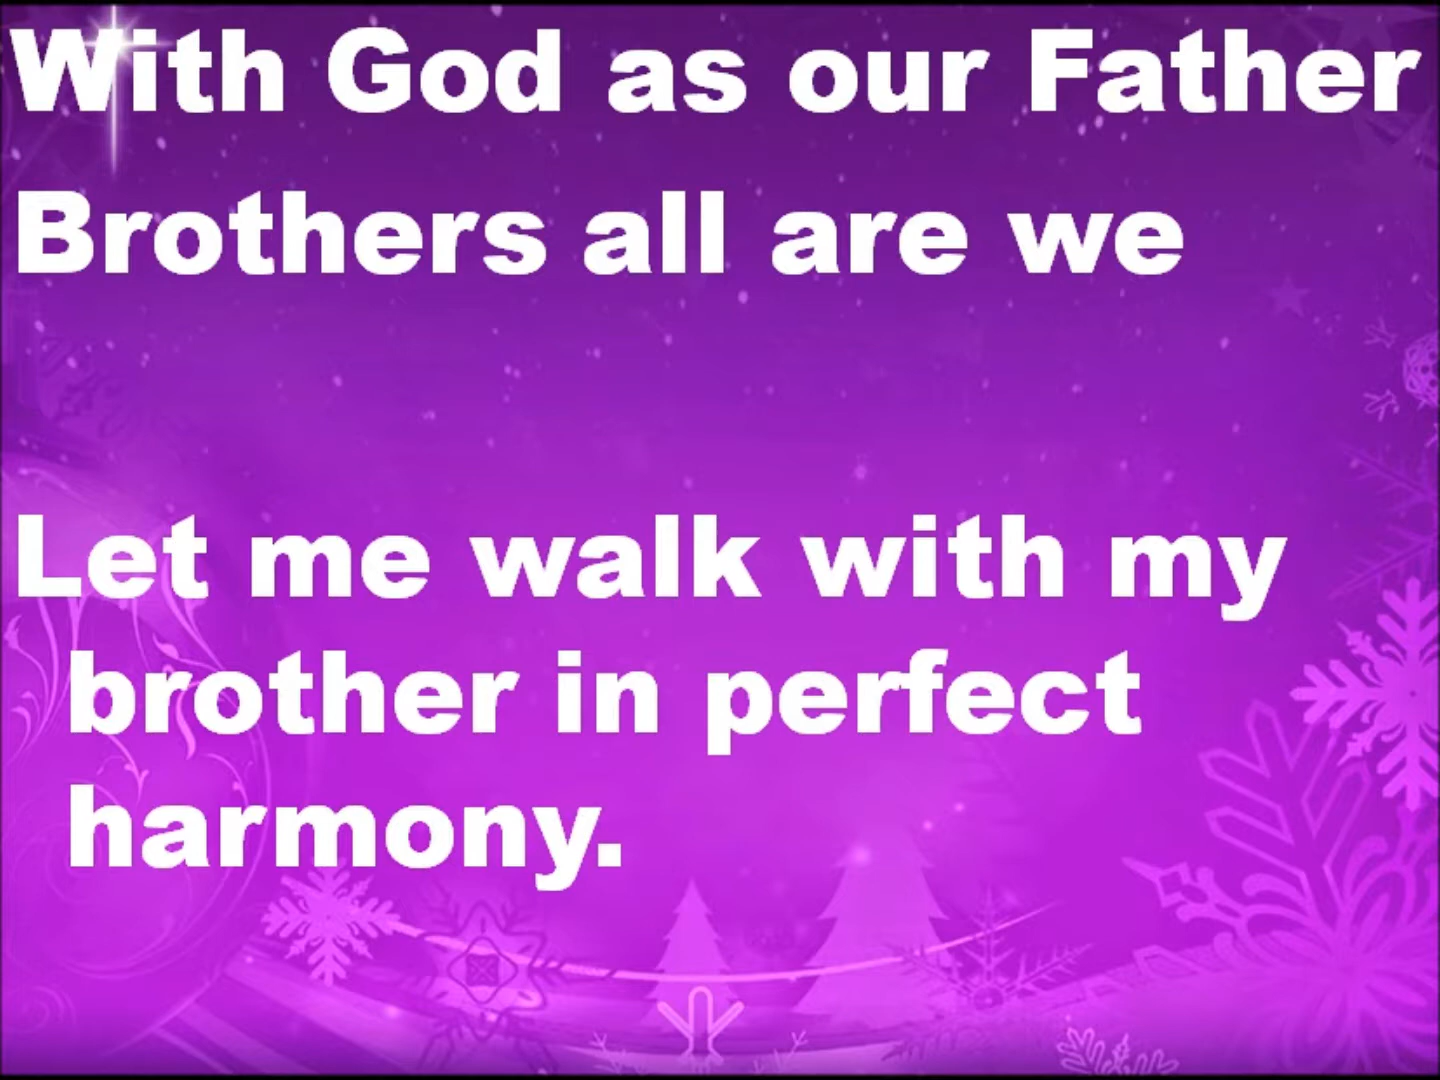 With God as our Father
Brothers all are we
Let me walk with my
brother in perfect
harmony.